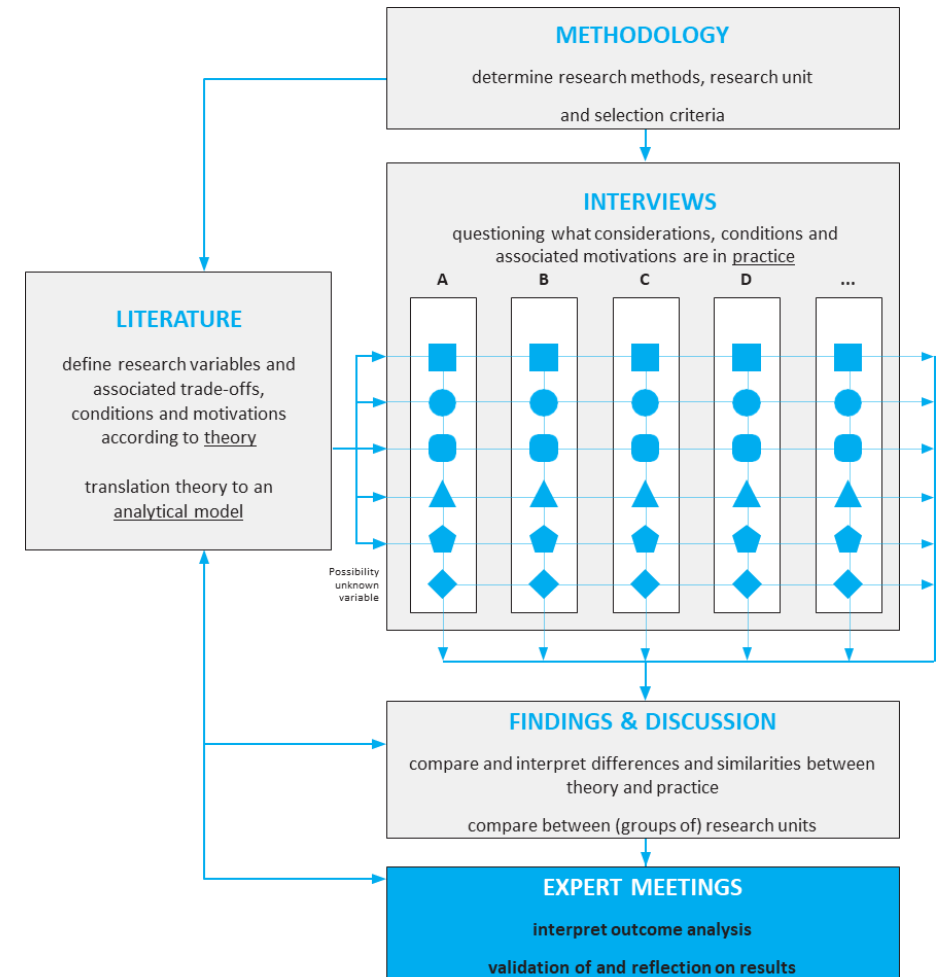 METHODOLOGY
determine research methods, research unit
and selection criteria
INTERVIEWS
questioning what considerations, conditions and
associated motivations are in practice
A B C D ...
LITERATURE
define research variables and
associated trade-offs,
conditions and motivations
according to theory
translation theory to an
analytical model
Possibility
unknown
variable
FINDINGS & DISCUSSION
compare and interpret differences and similarities between
theory and practice
compare between (groups of) research units
EXPERT MEETINGS
interpret outcome analysis
validation of and reflection on results